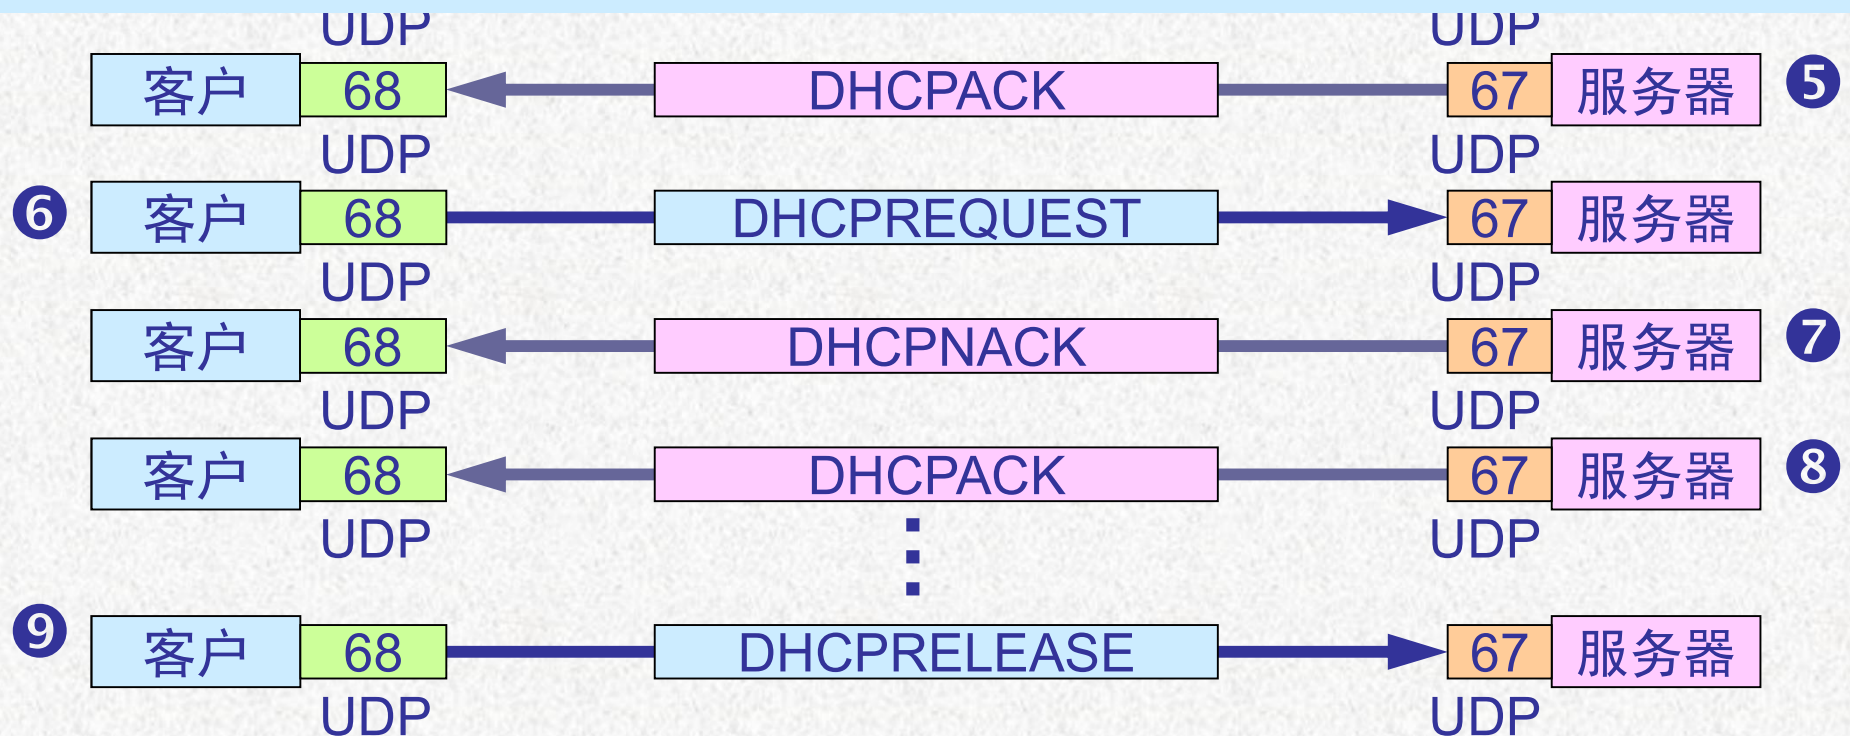 UDP UDP
客户 68 DHCPACK 67 服务器 ❺
UDP UDP
❻ 客户 68 DHCPREQUEST 67 服务器
UDP UDP
客户 68 DHCPNACK 67 服务器 ❼
UDP UDP
客户 68 DHCPACK 67 服务器 ❽
UDP UDP
❾ 客户 68 DHCPRELEASE 67 服务器
UDP UDP